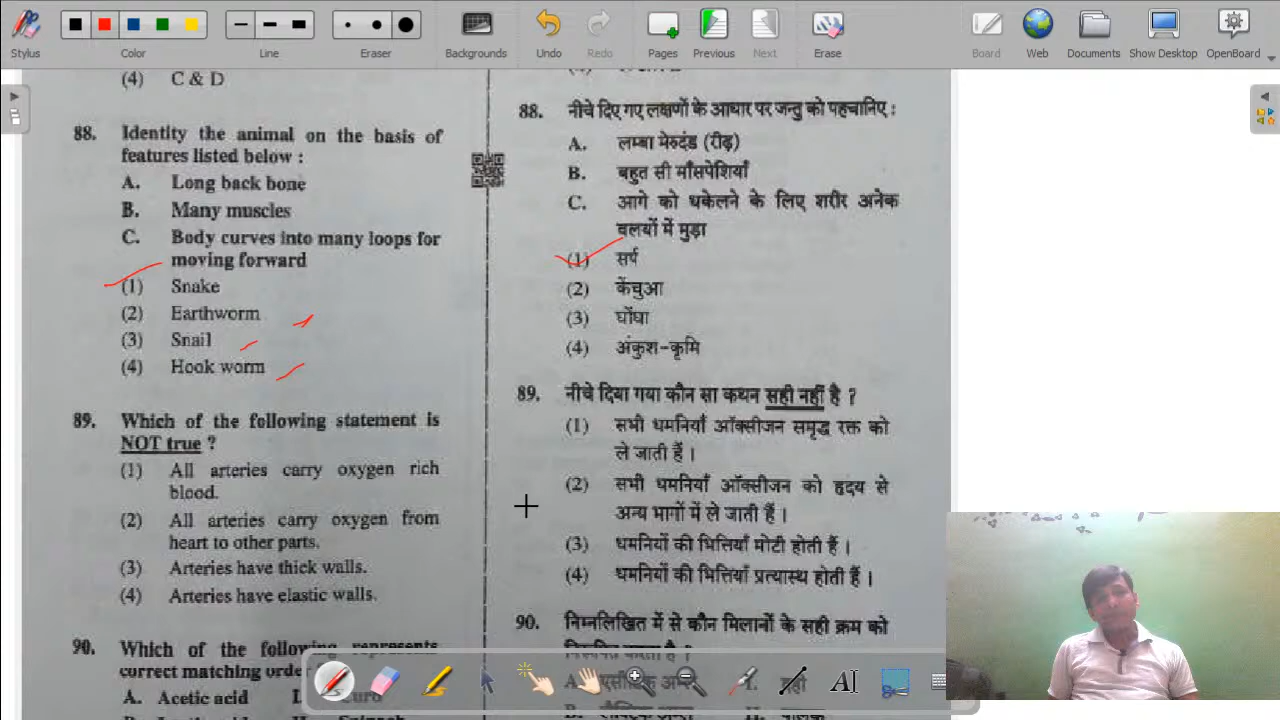 Stylus
Color
Line
Eraser
Backgrounds
Undo
Redo
Pages
Previous
Next
Erase
Board
Web
Documents
Show Desktop
OpenBoard
(4) C & D
88. Identity the animal on the basis of
features listed below :
A. Long back bone
B. Many muscles
C. Body curves into many loops for
moving forward
(1) Snake
(2) Earthworm
(3) Snail
(4) Hook worm
89. Which of the following statement is
NOT true ?
(1) All arteries carry oxygen rich
blood.
(2) All arteries carry oxygen from
heart to other parts.
(3) Arteries have thick walls.
(4) Arteries have elastic walls.
90. Which of the following represents
correct matching
A. Acetic acid I.
88. नीचे दिए गए लक्षणों के आधार पर जन्तु को पहचानिए :
A. लम्बा मेरुदंड (रीढ़)
B. बहुत सी माँसपेशियाँ
C. आगे को धकेलने के लिए शरीर अनेक
वलयों में मुड़ा
(1) सर्प
(2) केंचुआ
(3) घोंघा
(4) अंकुश-कृमि
89. नीचे दिया गया कौन सा कथन सही नहीं है ?
(1) सभी धमनियाँ ऑक्सीजन समृद्ध रक्त को
ले जाती हैं ।
(2) सभी धमनियाँ ऑक्सीजन को हृदय से
अन्य भागों में ले जाती हैं ।
(3) धमनियों की भित्तियाँ मोटी होती हैं ।
(4) धमनियों की भित्तियाँ प्रत्यास्थ होती हैं ।
90. निम्नलिखित में से कौन मिलानों के सही क्रम को